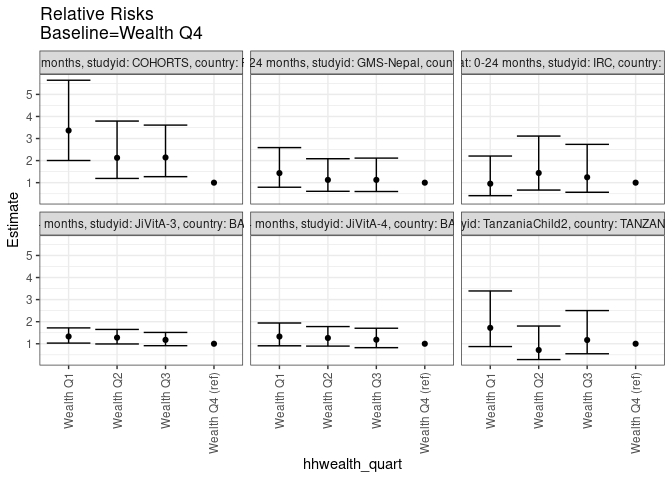 Relative Risks
Baseline=Wealth Q4
months, studyid: COHORTS, country:
24 months, studyid: GMS-Nepal, coun
at: 0-24 months, studyid: IRC, country:
5
4
3
2
1
months, studyid: JiVitA-3, country: BA
months, studyid: JiVitA-4, country: BA
yid: TanzaniaChild2, country: TANZAN
5
4
3
2
1
Estimate
Wealth Q1
Wealth Q2
Wealth Q3
Wealth Q4 (ref)
Wealth Q1
Wealth Q2
Wealth Q3
Wealth Q4 (ref)
Wealth Q1
Wealth Q2
Wealth Q3
Wealth Q4 (ref)
hhwealth_quart